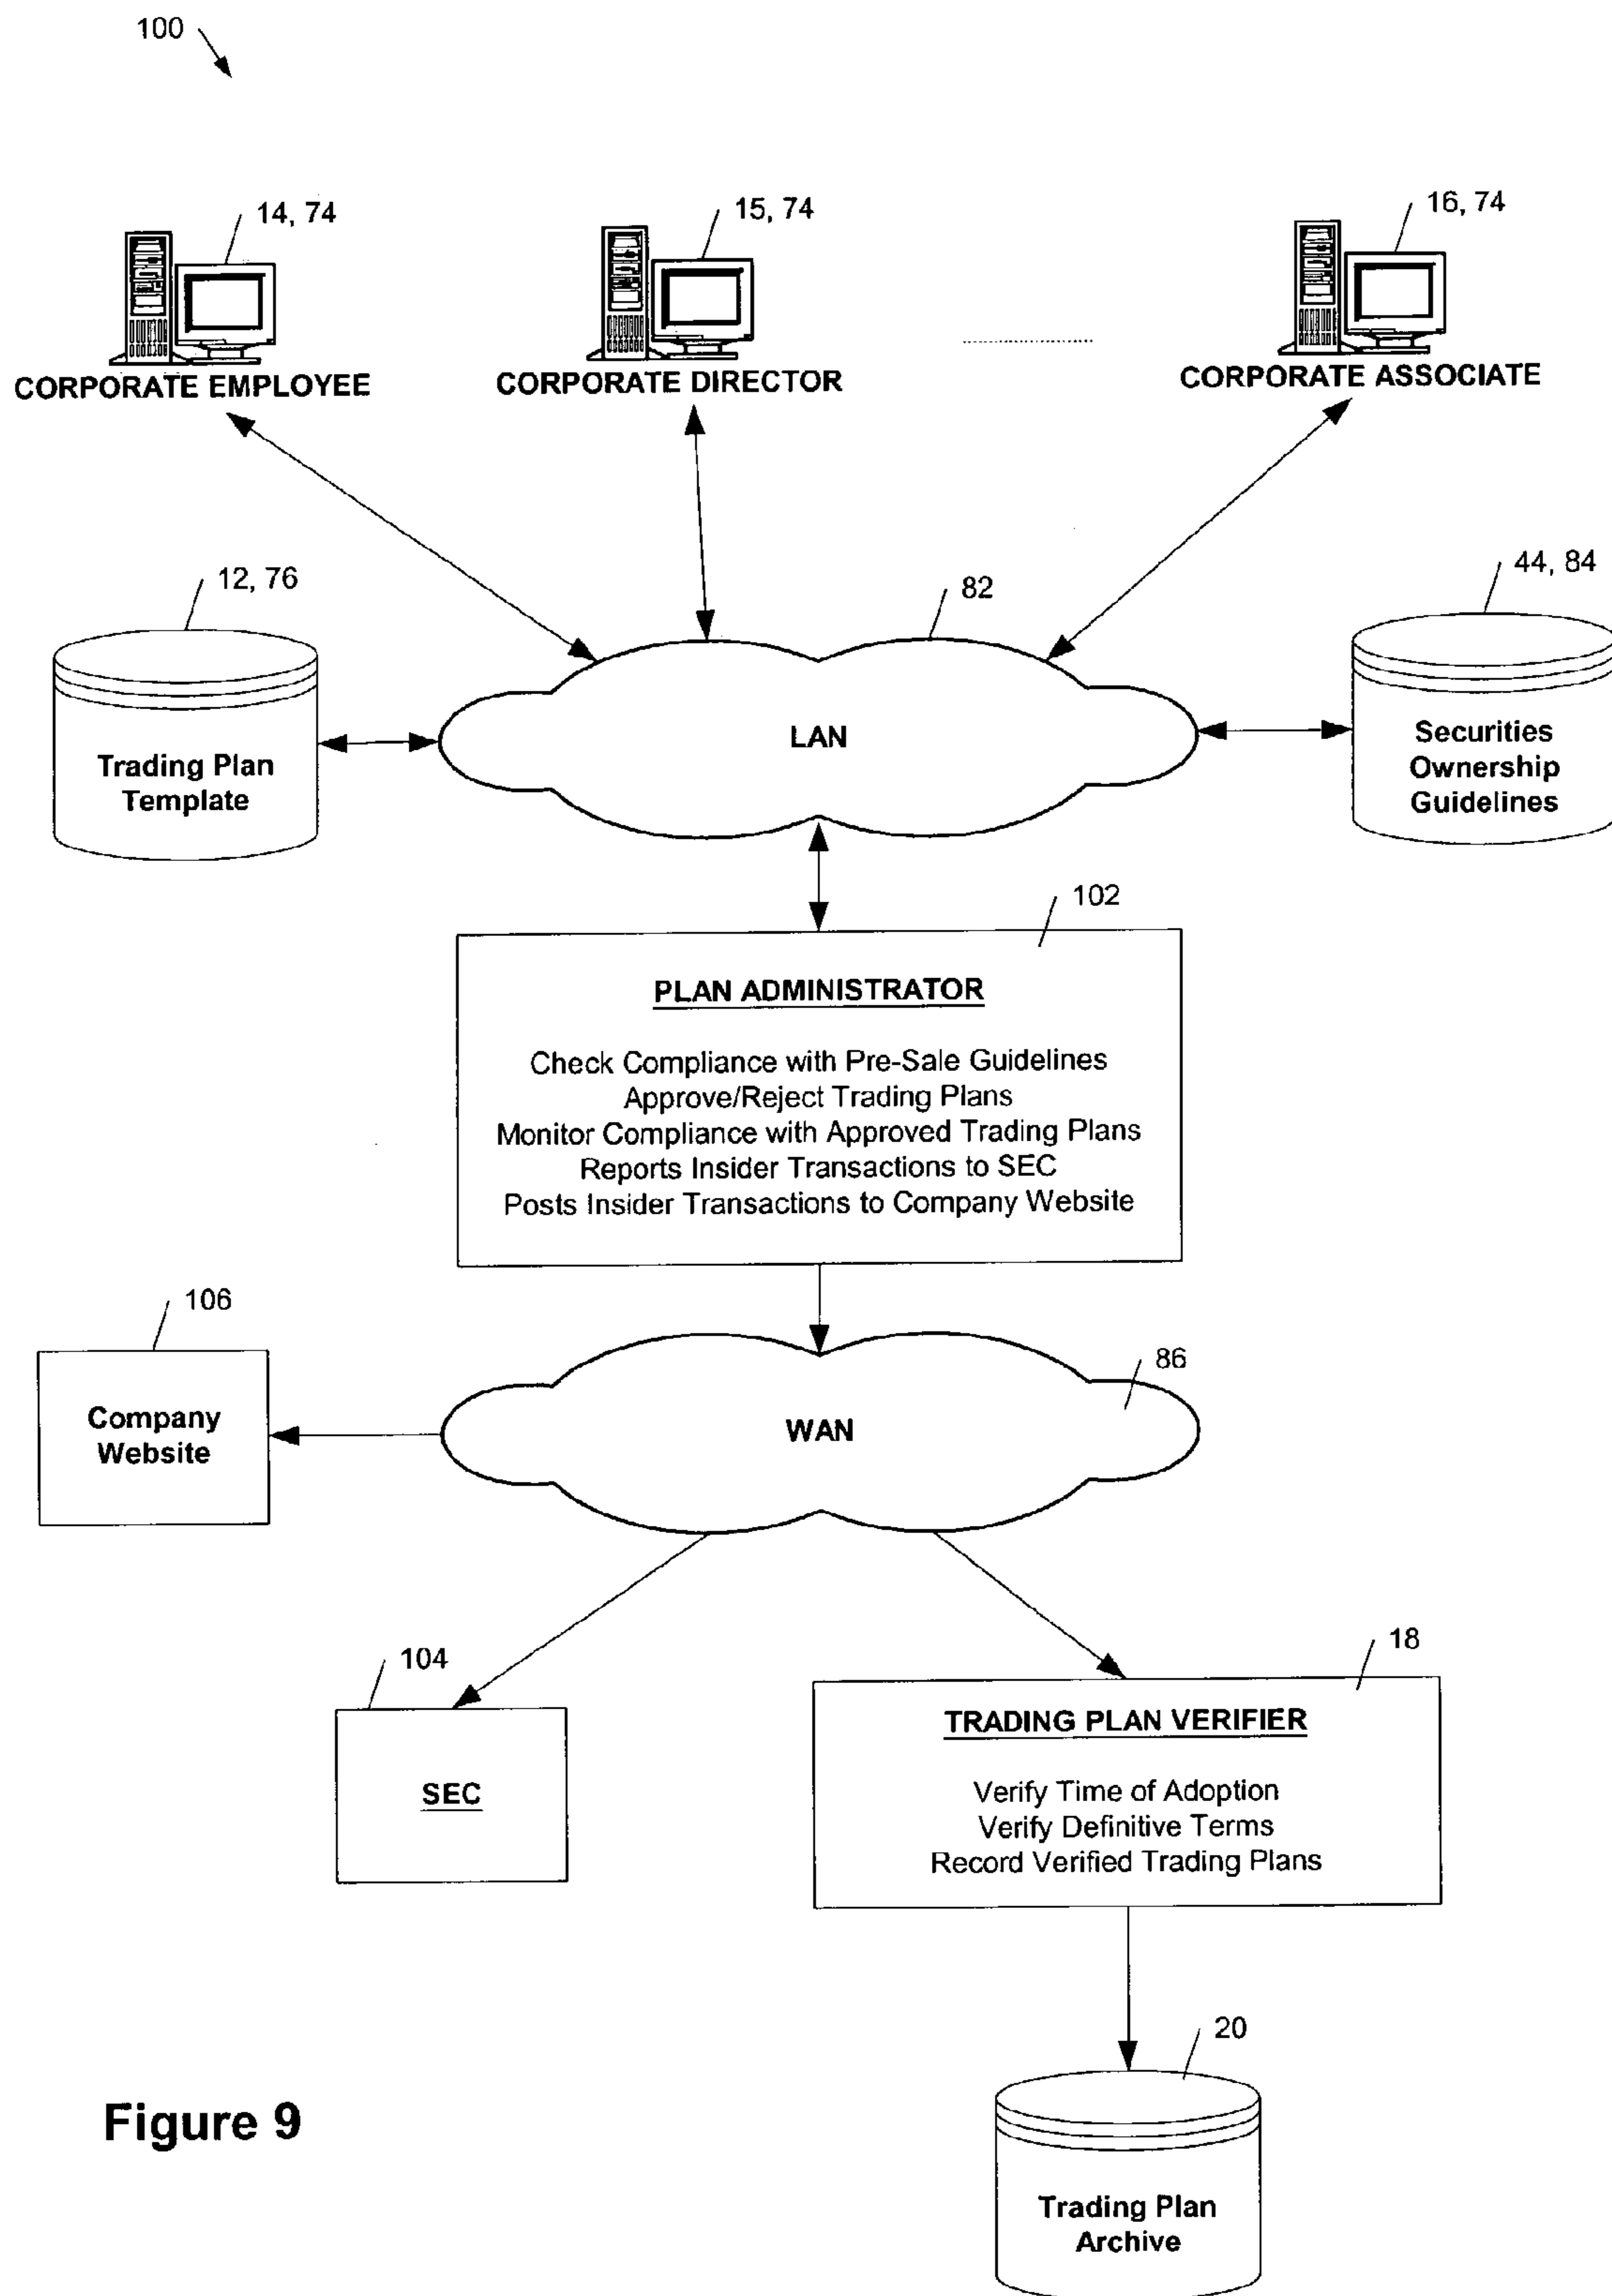 100
14, 74
15, 74
16, 74
CORPORATE EMPLOYEE
CORPORATE DIRECTOR
CORPORATE ASSOCIATE
12, 76
82
44, 84
Trading Plan
Template
LAN
Securities
Ownership
Guidelines
102
PLAN ADMINISTRATOR
Check Compliance with Pre-Sale Guidelines
Approve/Reject Trading Plans
Monitor Compliance with Approved Trading Plans
Reports Insider Transactions to SEC
Posts Insider Transactions to Company Website
106
86
Company
Website
WAN
104
18
SEC
TRADING PLAN VERIFIER
Verify Time of Adoption
Verify Definitive Terms
Record Verified Trading Plans
20
Figure 9
Trading Plan
Archive